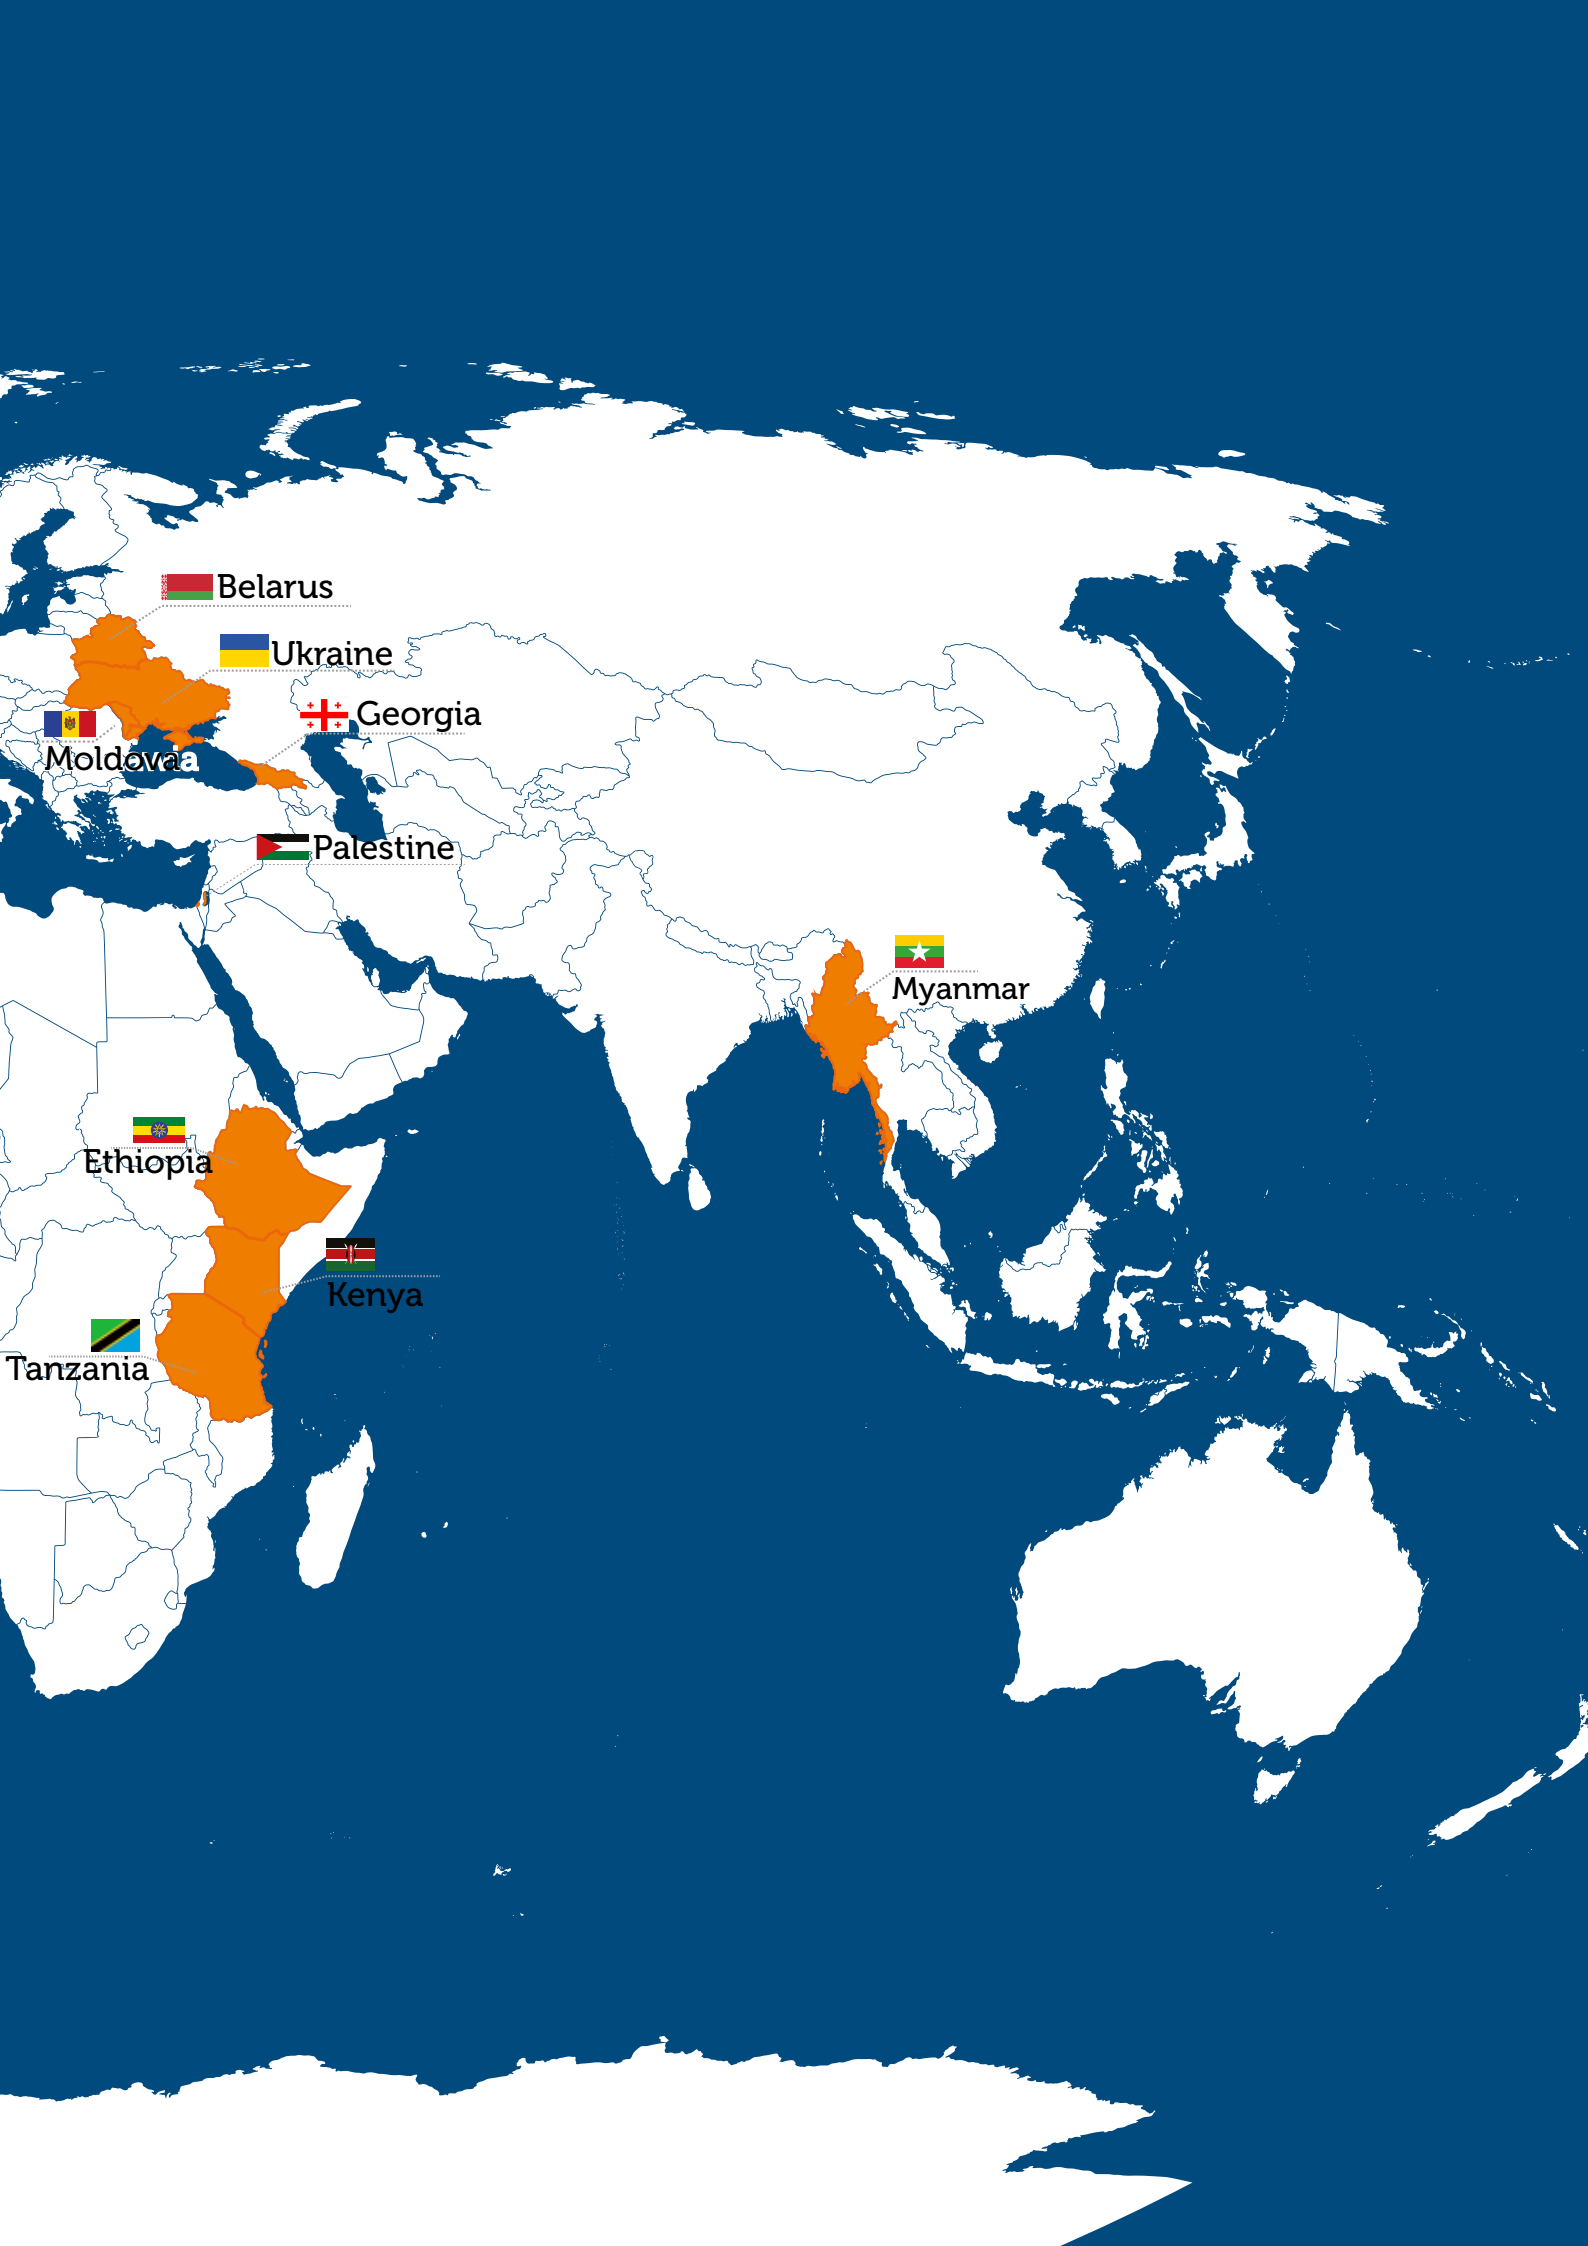 Belarus
Ukraine
Georgia
Moldova
Palestine
Myanmar
Ethiopia
Kenya
Tanzania